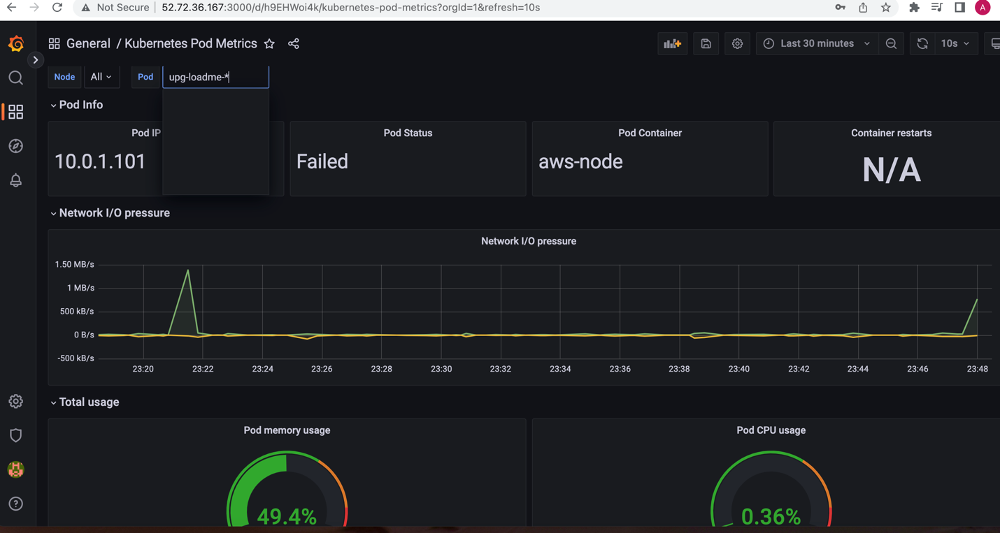 Not Secure 52.72.36.167:3000/d/h9EHWoi4k/kubernetes-pod-metrics?orgId=1&refresh=10s A
General / Kubernetes Pod Metrics Last 30 minutes 10s
Node All Pod upg-loadme-*
Pod Info
Pod IP Pod Status Pod Container Container restarts
10.0.1.101 Failed aws-node N/A
Network I/O pressure
Network I/O pressure
1.50 MB/s
1 MB/s
500 kB/s
0 B/s
-500 kB/s
23:20 23:22 23:24 23:26 23:28 23:30 23:32 23:34 23:36 23:38 23:40 23:42 23:44 23:46 23:48
Total usage
Pod memory usage Pod CPU usage
49.4% 0.36%